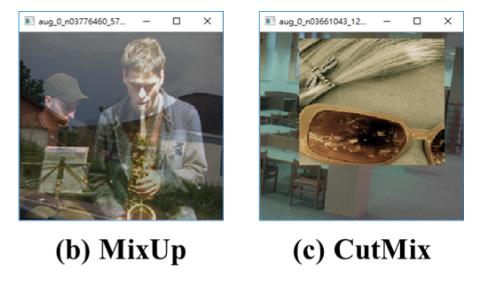 aug_0_n03776460_57...
aug_0_n03661043_12...
(b) MixUp
(c) CutMix